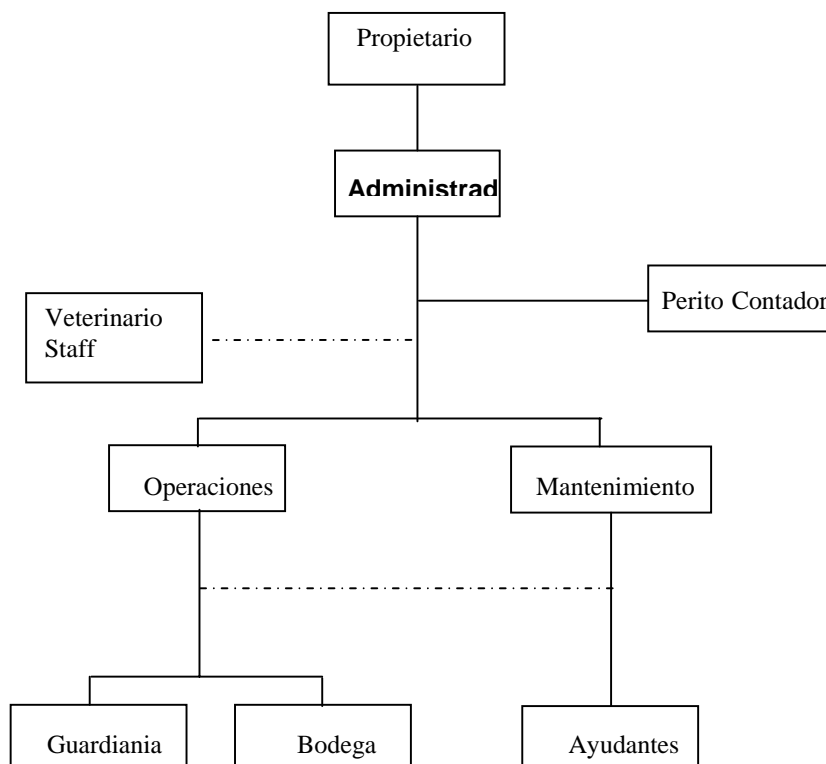 Propietario
Administrad
Perito Contador
Veterinario
Staff
Operaciones
Mantenimiento
Guardiania
Bodega
Ayudantes